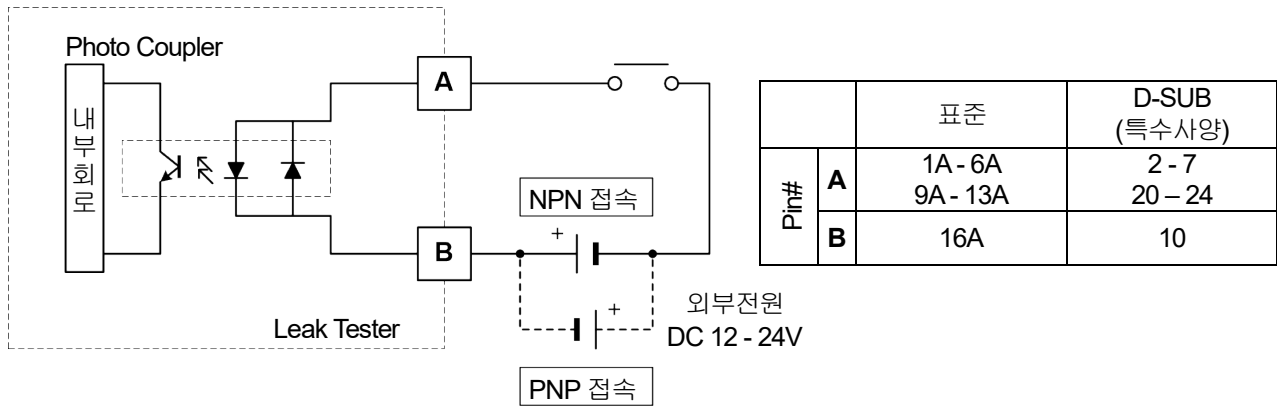 Photo Coupler
내부회로
A
B
Leak Tester
NPN 접속
+
+
PNP 접속
외부전원
DC 12 - 24V
표준
D-SUB
(특수사양)
Pin#
A
1A - 6A
9A - 13A
2 - 7
20 – 24
B
16A
10